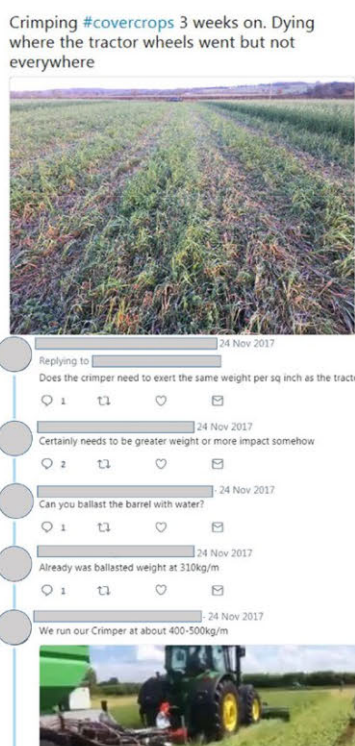 Crimping #covercrops 3 weeks on. Dying
where the tractor wheels went but not
everywhere
24 Nov 2017
Replying to
Does the crimper need to exert the same weight per sq inch as the
1
24 Nov 2017
Certainly needs to be greater weight or more impact somehow
2
24 Nov 2017
Can you ballast the barrel with water?
1
24 Nov 2017
Already was ballasted weight at 310kg/m
1
24 Nov 2017
We run our Crimper at about 400-500kg/m